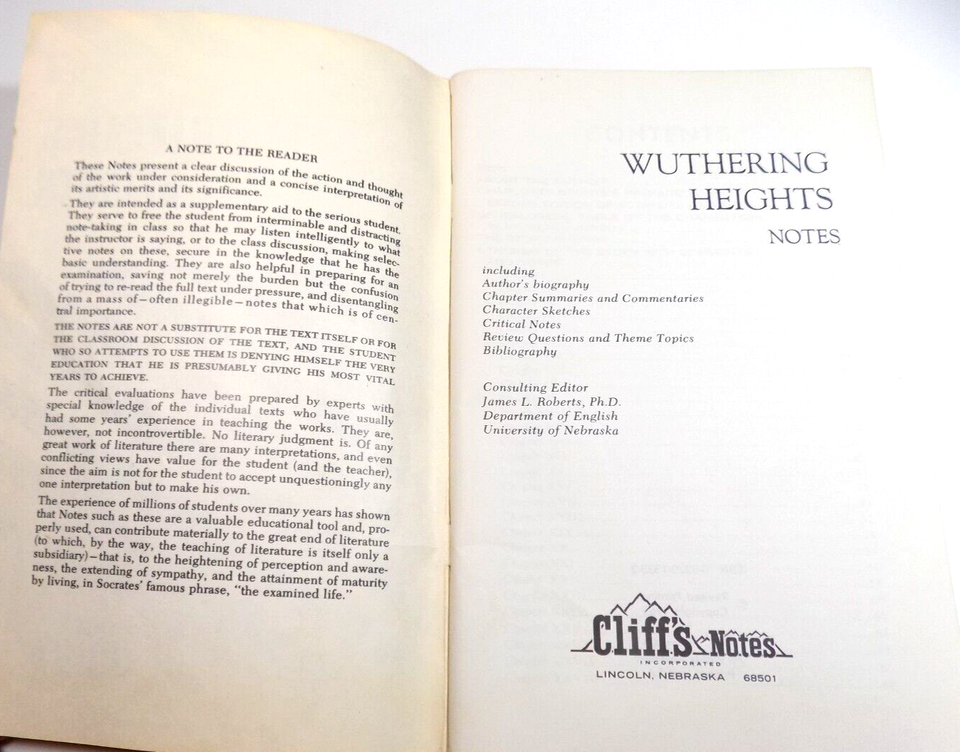 A NOTE TO THE READER
These Notes present a clear discussion of the action and thought
of the work under consideration and a concise interpretation of
its artistic merits and its significance.
They are intended as a supplementary aid to the serious student.
They serve to free the student from interminable and distracting
note-taking in class so that he may listen intelligently to what
the instructor is saying, or to the class discussion, making selec-
tive notes on these, secure in the knowledge that he has the
basic understanding. They are also helpful in preparing for an
examination, saving not merely the burden but the confusion
of trying to re-read the full text under pressure, and disentangling
from a mass of—often illegible—notes that which is of cen-
tral importance.
THE NOTES ARE NOT A SUBSTITUTE FOR THE TEXT ITSELF OR FOR
THE CLASSROOM DISCUSSION OF THE TEXT, AND THE STUDENT
WHO SO ATTEMPTS TO USE THEM IS DENYING HIMSELF THE VERY
EDUCATION THAT HE IS PRESUMABLY GIVING HIS MOST VITAL
YEARS TO ACHIEVE.
The critical evaluations have been prepared by experts with
special knowledge of the individual texts who have usually
had some years' experience in teaching the works. They are,
however, not incontrovertible. No literary judgment is. Of any
great work of literature there are many interpretations, and even
conflicting views have value for the student (and the teacher),
since the aim is not for the student to accept unquestioningly any
one interpretation but to make his own.
The experience of millions of students over many years has shown
that Notes such as these are a valuable educational tool and, pro-
perly used, can contribute materially to the great end of literature
(to which, by the way, the teaching of literature is itself only a
subsidiary)—that is, to the heightening of perception and aware-
ness, the extending of sympathy, and the attainment of maturity
by living, in Socrates' famous phrase, "the examined life."
WUTHERING
HEIGHTS
NOTES
including
Author's biography
Chapter Summaries and Commentaries
Character Sketches
Critical Notes
Review Questions and Theme Topics
Bibliography
Consulting Editor
James L. Roberts, Ph.D.
Department of English
University of Nebraska
Cliff's Notes
INCORPORATED
LINCOLN, NEBRASKA 68501